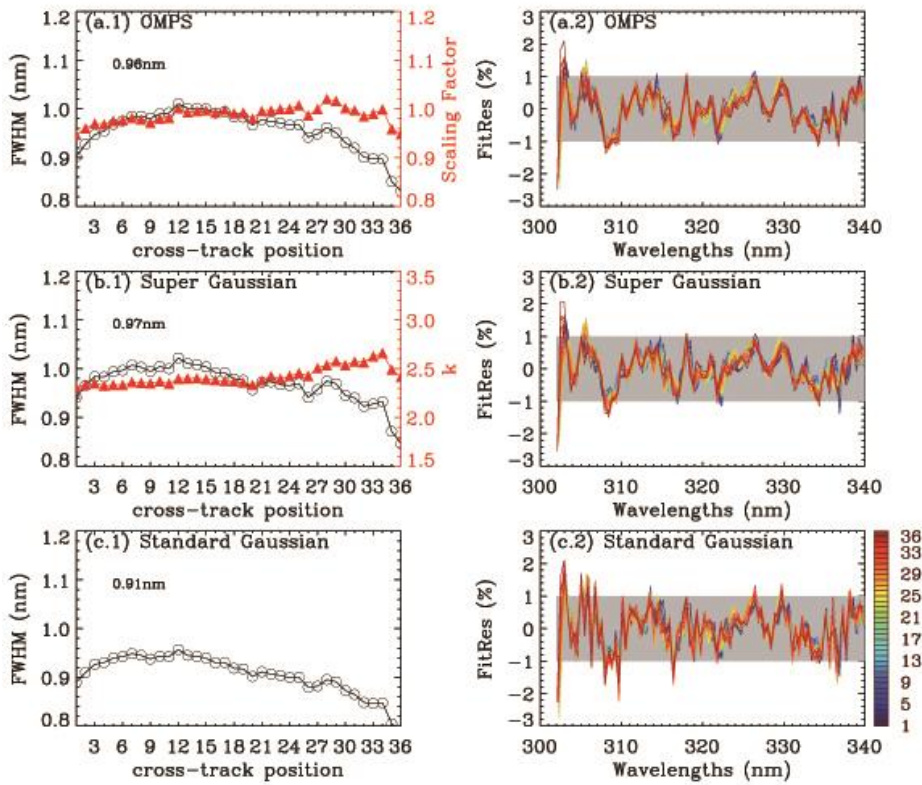 (a.1) OMPS
0.96nm
FWHM (nm)
1.2
1.1
1.0
0.9
0.8
1.2
1.1
1.0
0.9
0.8
Scaling Factor
3 6 9 12 15 18 21 24 27 30 33 36
cross-track position
(a.2) OMPS
FitRes (%)
3
2
1
0
-1
-2
-3
300 310 320 330 340
Wavelengths (nm)
(b.1) Super Gaussian
0.97nm
FWHM (nm)
1.2
1.1
1.0
0.9
0.8
3.5
3.0
2.5
2.0
1.5
k
3 6 9 12 15 18 21 24 27 30 33 36
cross-track position
(b.2) Super Gaussian
FitRes (%)
3
2
1
0
-1
-2
-3
300 310 320 330 340
Wavelengths (nm)
(c.1) Standard Gaussian
0.91nm
FWHM (nm)
1.2
1.1
1.0
0.9
0.8
3 6 9 12 15 18 21 24 27 30 33 36
cross-track position
(c.2) Standard Gaussian
FitRes (%)
3
2
1
0
-1
-2
-3
300 310 320 330 340
Wavelengths (nm)
36
33
29
25
21
17
13
9
5
1